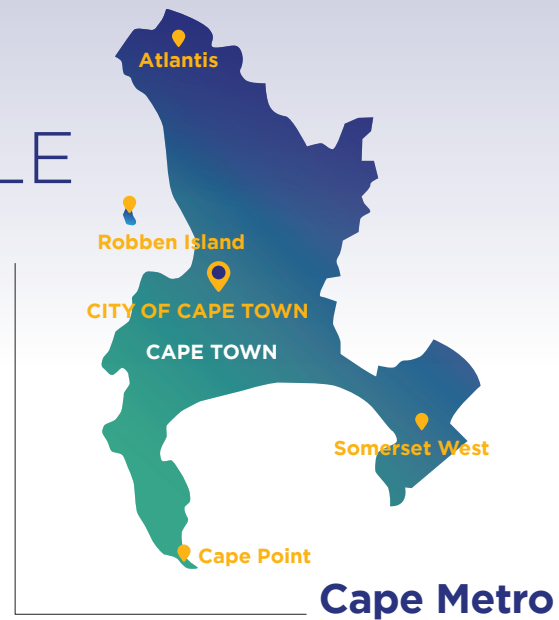 Atlantis
LE
Robben Island
CITY OF CAPE TOWN
CAPE TOWN
Somerset West
Cape Point
Cape Metro